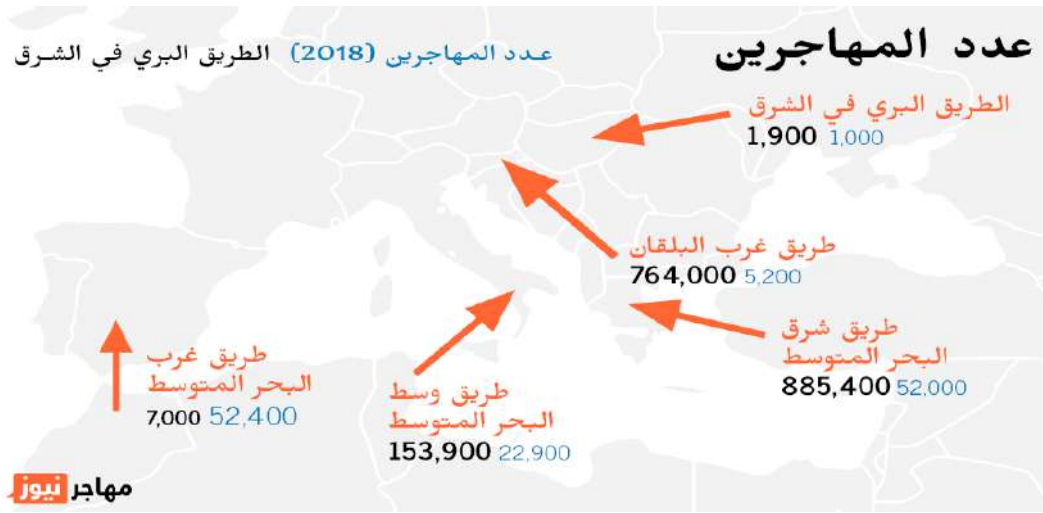 عدد المهاجرين
عدد المهاجرين (2018) الطريق البري في الشرق
الطريق البري في الشرق
1,900 1,000
طريق غرب البلقان
764,000 5,200
طريق شرق
البحر المتوسط
885,400 52,000
طريق وسط
البحر المتوسط
153,900 22,900
طريق غرب
البحر المتوسط
7,000 52,400
مهاجر نيوز